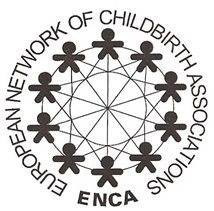 EUROPEAN NETWORK OF CHILDBIRTH ASSOCIATIONS
ENCA